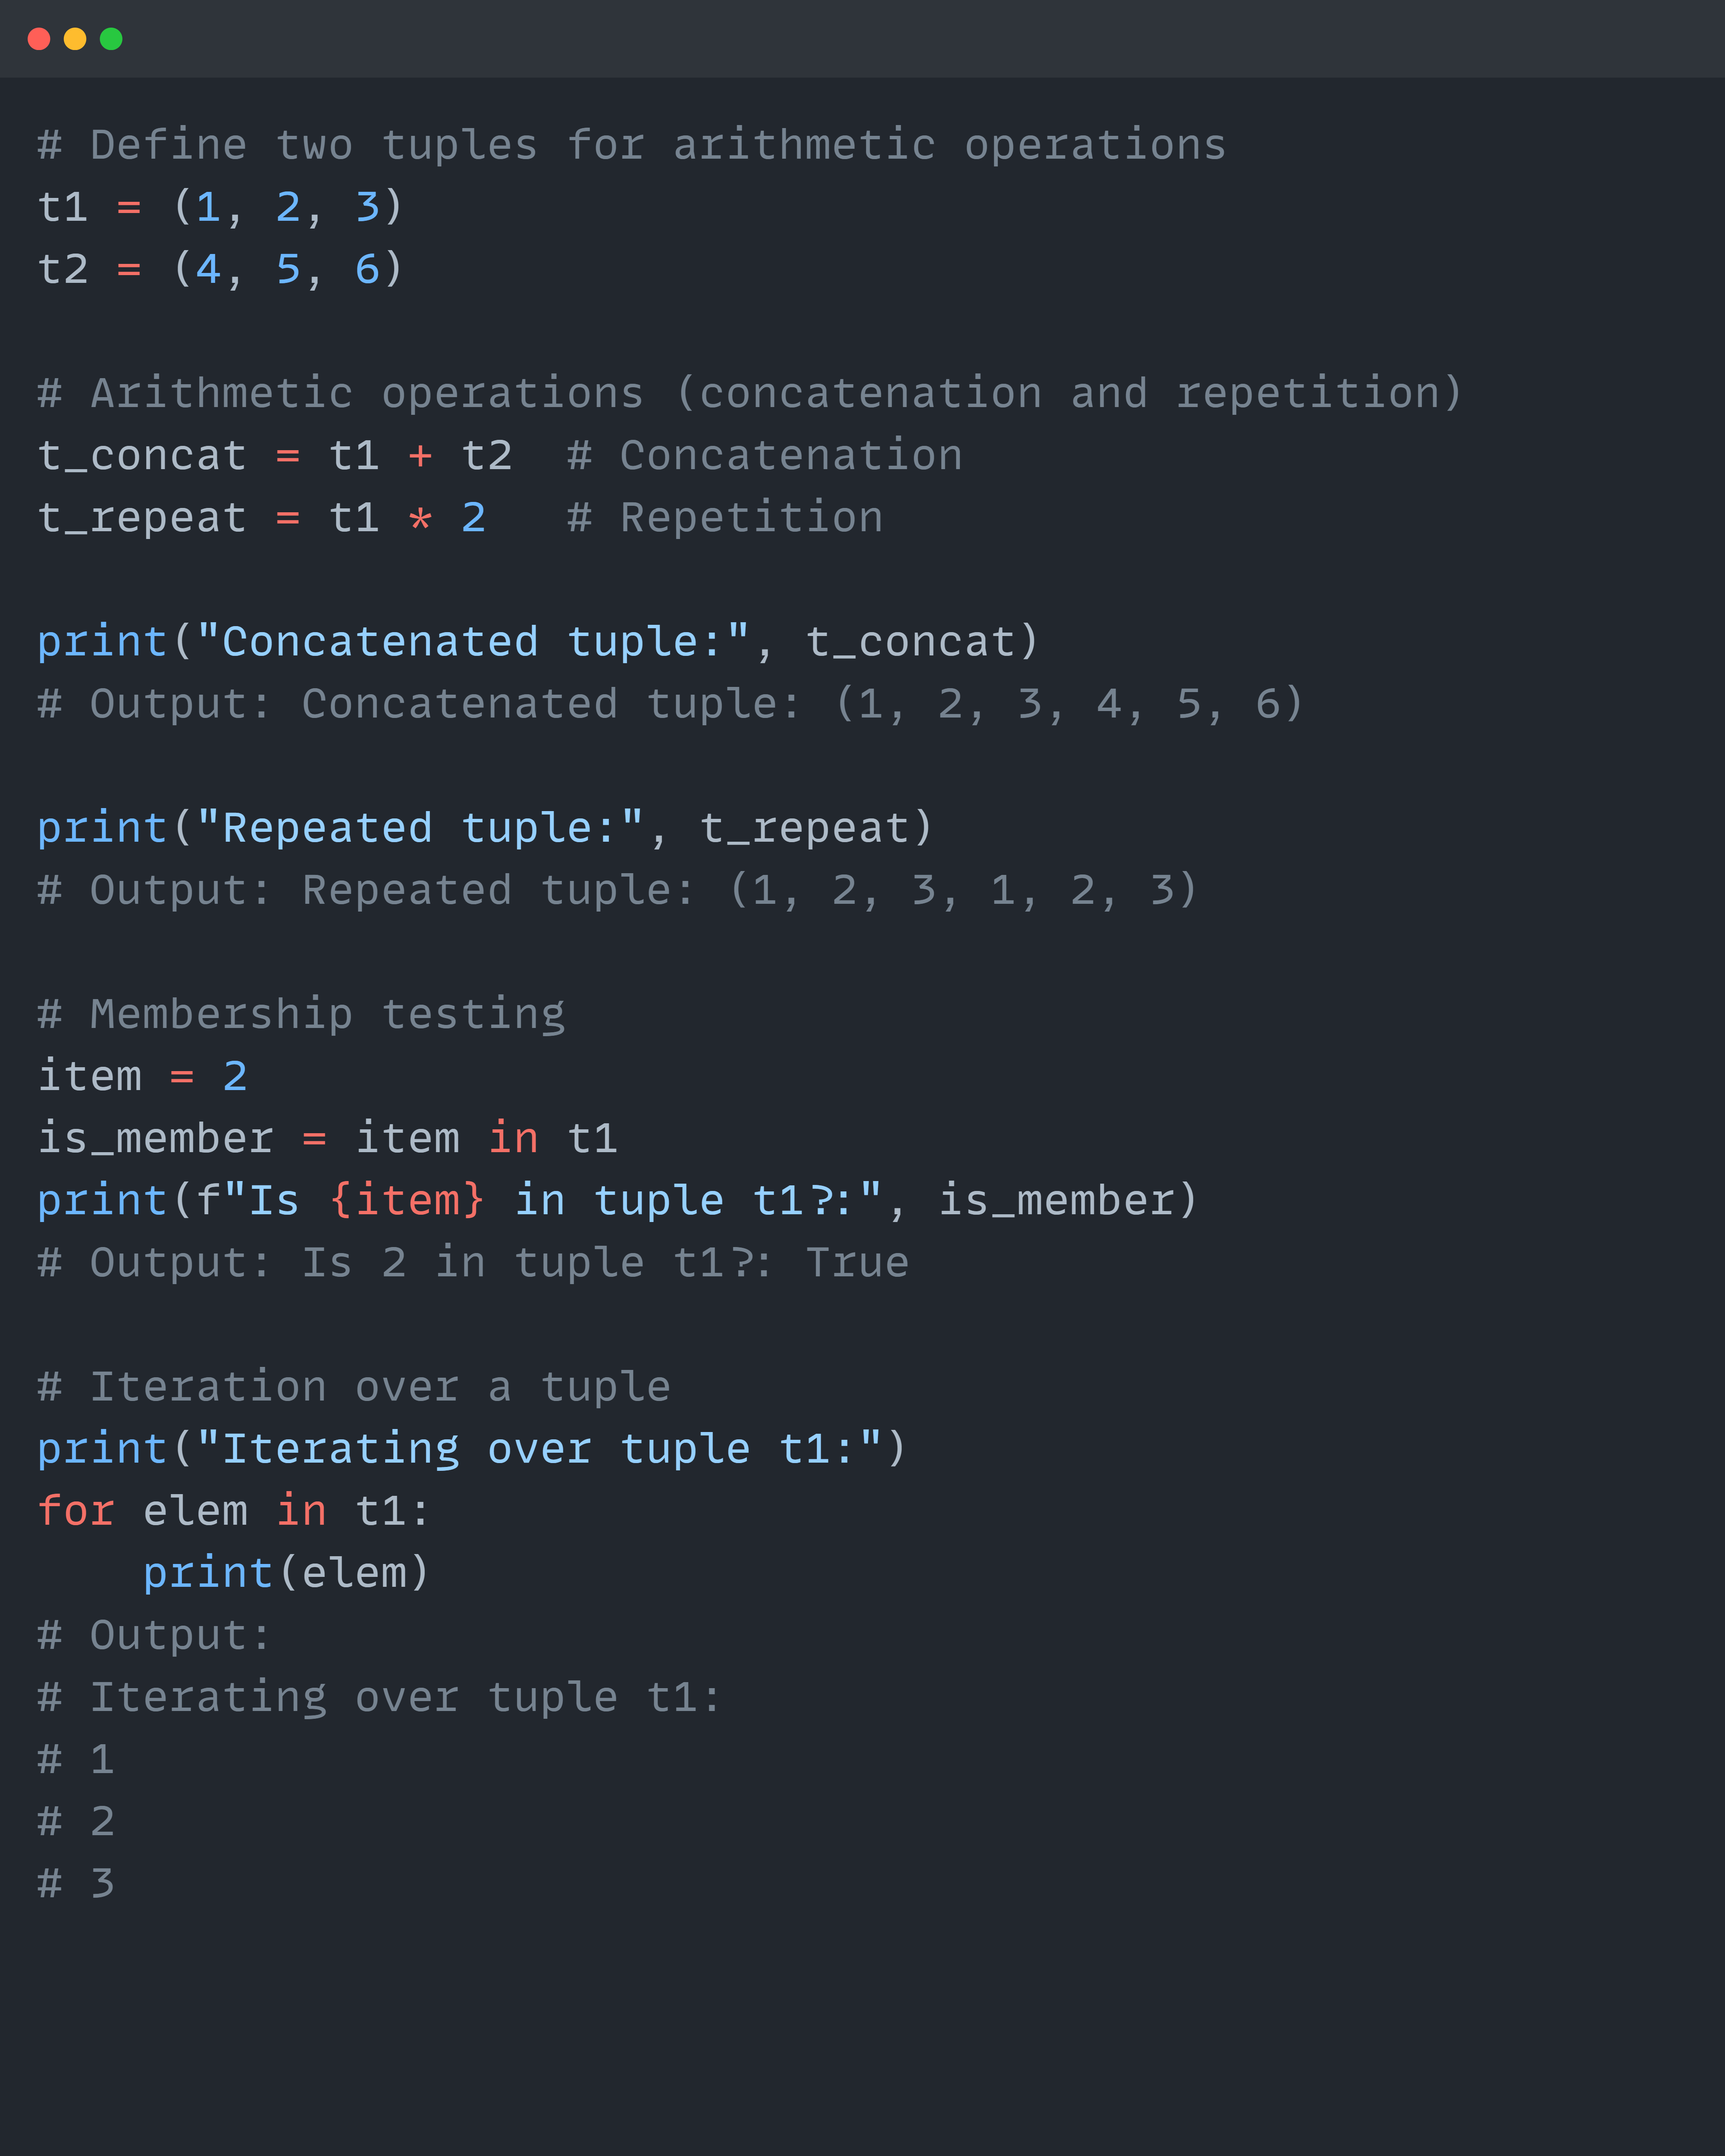 # Define two tuples for arithmetic operations
t1 = (1, 2, 3)
t2 = (4, 5, 6)

# Arithmetic operations (concatenation and repetition)
t_concat = t1 + t2  # Concatenation
t_repeat = t1 * 2   # Repetition

print("Concatenated tuple:", t_concat)
# Output: Concatenated tuple: (1, 2, 3, 4, 5, 6)

print("Repeated tuple:", t_repeat)
# Output: Repeated tuple: (1, 2, 3, 1, 2, 3)

# Membership testing
item = 2
is_member = item in t1
print(f"Is {item} in tuple t1?:", is_member)
# Output: Is 2 in tuple t1?: True

# Iteration over a tuple
print("Iterating over tuple t1:")
for elem in t1:
    print(elem)
# Output:
# Iterating over tuple t1:
# 1
# 2
# 3